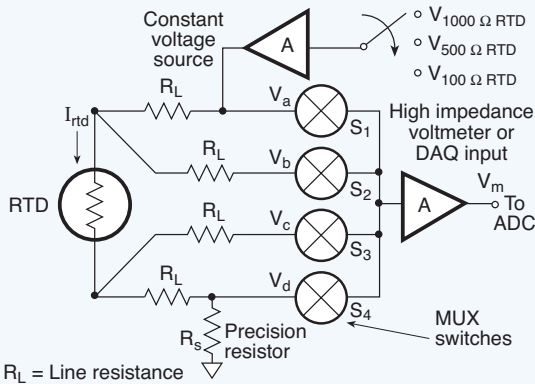 Constant
voltage
source
A
V1000 Ω RTD
V500 Ω RTD
V100 Ω RTD
RL
Va
S1
High impedance
voltmeter or
DAQ input
Irtd
RL
Vb
S2
RTD
A
Vm
To
ADC
RL
Vc
S3
RL
Vd
S4
Rs
Precision
resistor
MUX
switches
RL = Line resistance